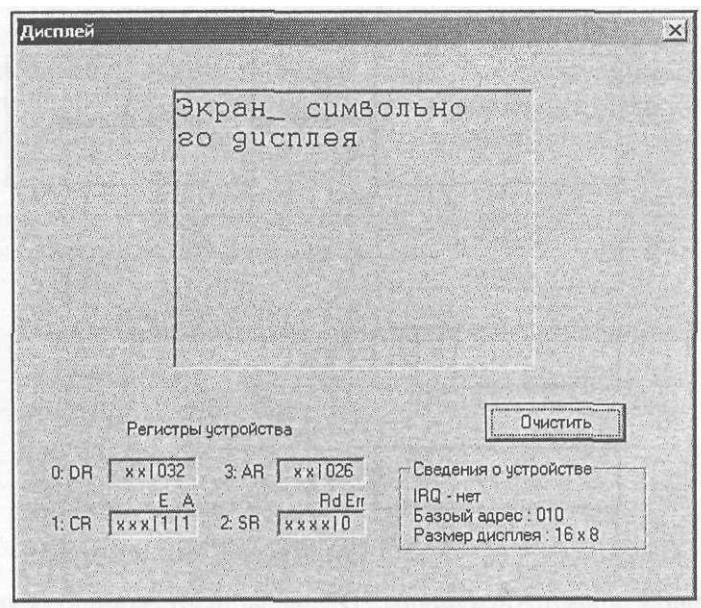 Дисплей
Экран_ символьно
го дисплея
Очистить
Регистры устройства
0: DR xx|032 3: AR xx|026
E A Rd Err
1: CR xxx|1|1 2: SR xxxx|0
Сведения о устройстве
IRQ - нет
Базоый адрес : 010
Размер дисплея : 16 x 8